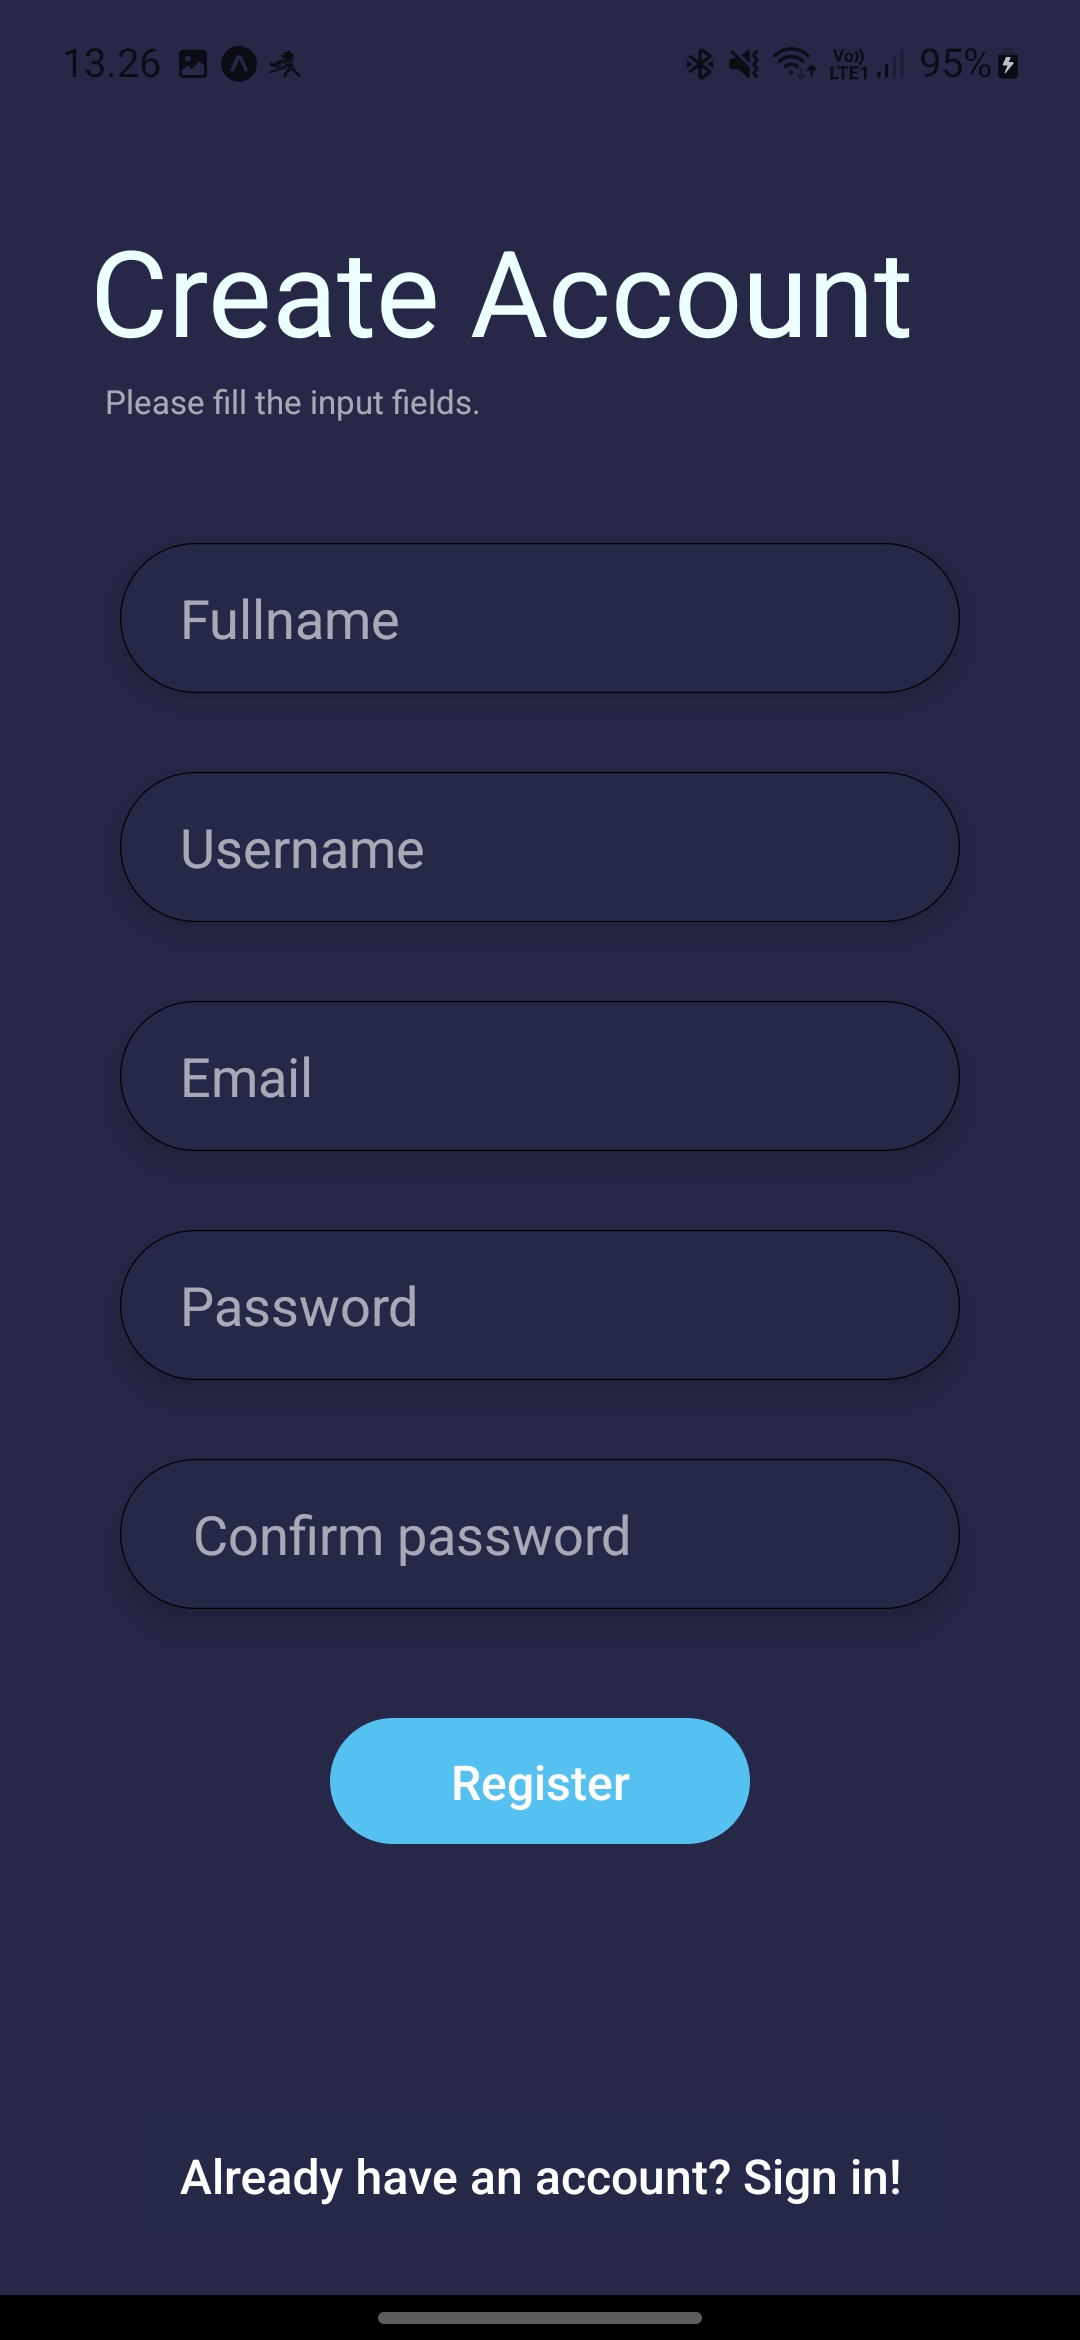 13.26 Vo)) LTE1 95%
Create Account
Please fill the input fields.
Fullname
Username
Email
Password
Confirm password
Register
Already have an account? Sign in!